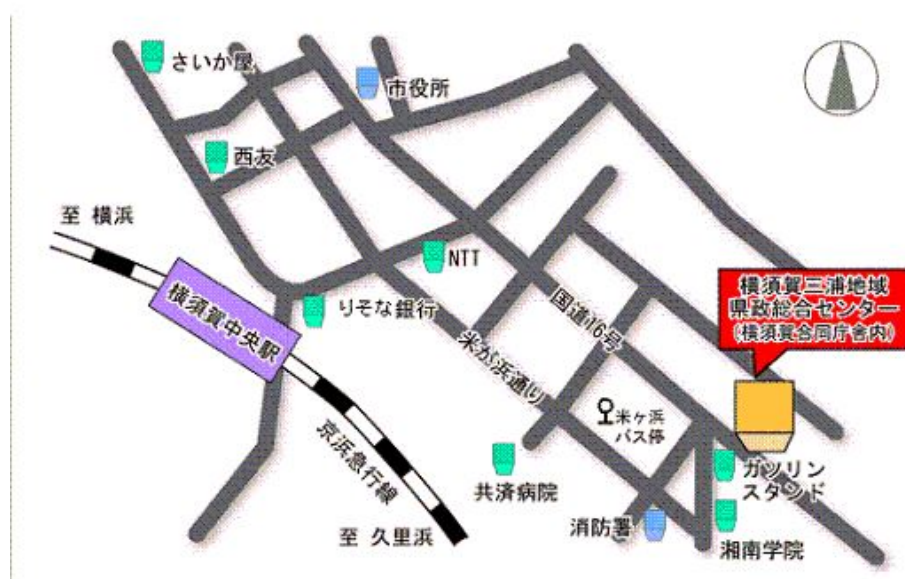 さいか屋
市役所
西友
至 横浜
NTT
横須賀三浦地域
県政総合センター
(横須賀合同庁舎内)
横須賀中央駅
りそな銀行
国道16号
米が浜通り
米ヶ浜
バス停
京浜急行線
共済病院
ガソリン
スタンド
消防署
至 久里浜
湘南学院